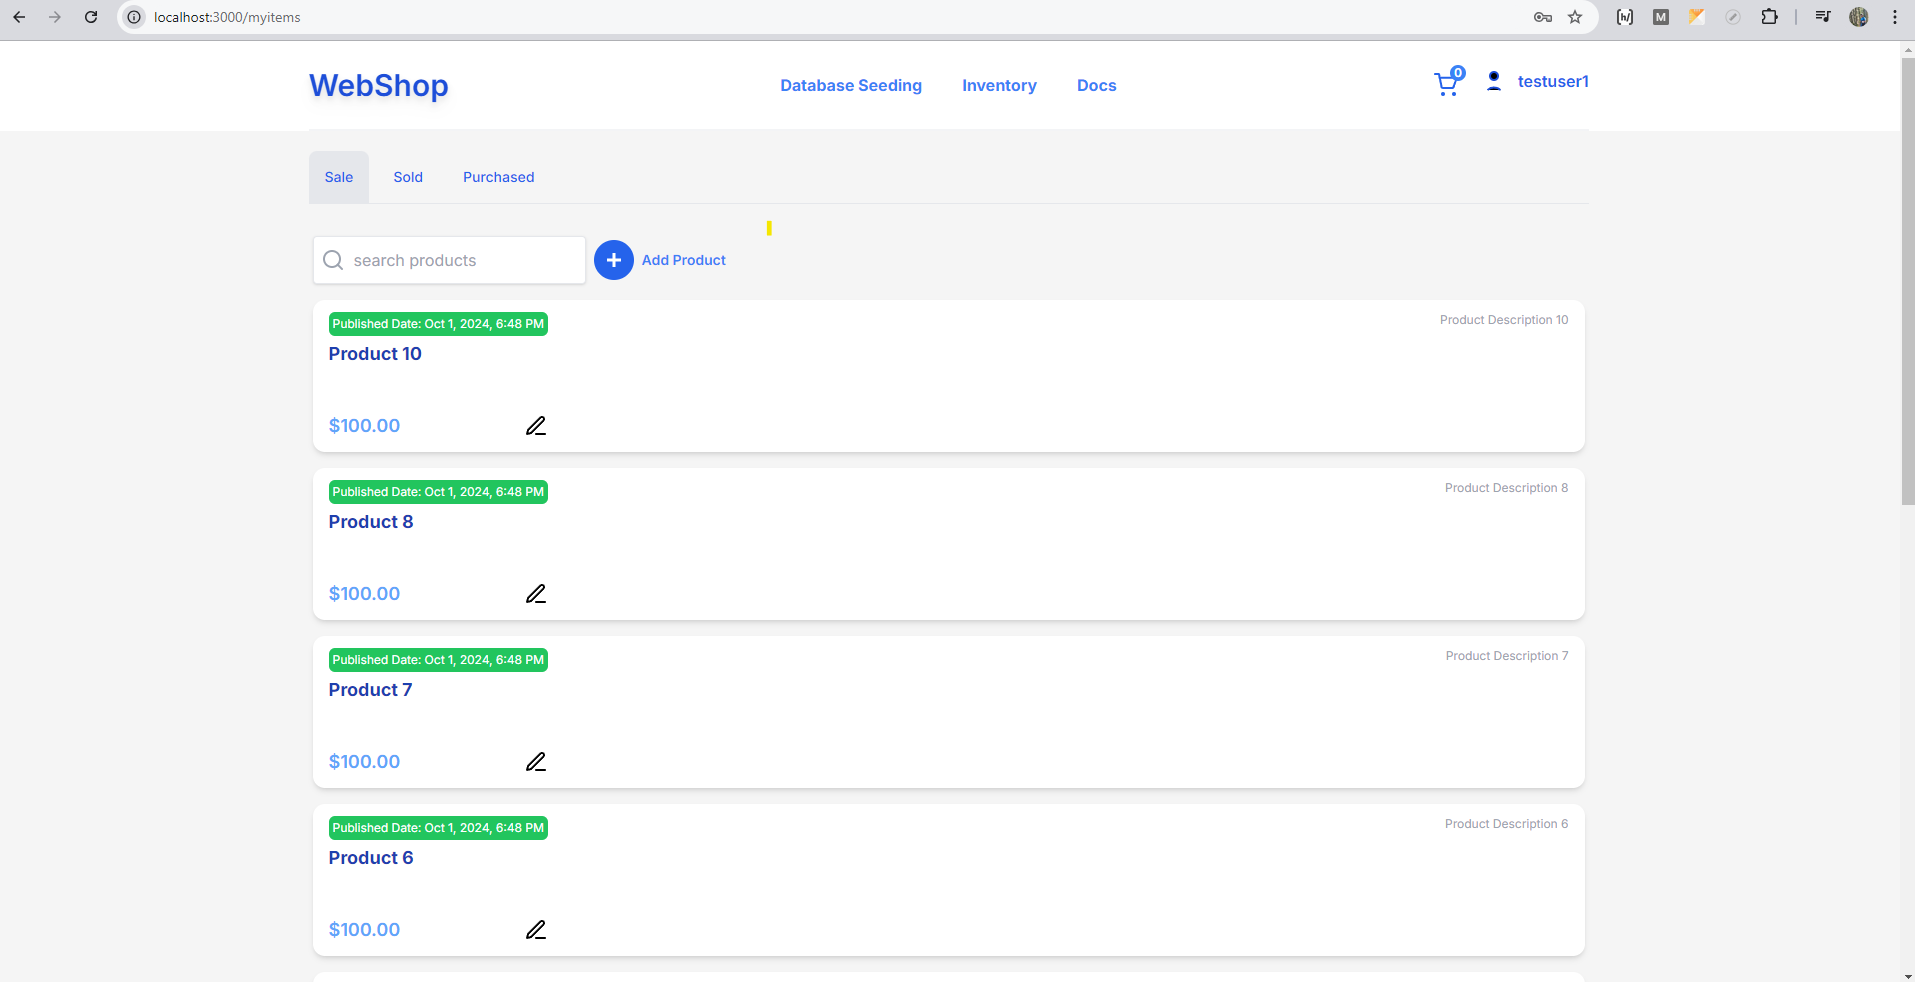 localhost:3000/myitems
M
WebShop
Database Seeding
Inventory
Docs
0
testuser1
Sale
Sold
Purchased
search products
Add Product
Published Date: Oct 1, 2024, 6:48 PM
Product Description 10
Product 10
$100.00
Published Date: Oct 1, 2024, 6:48 PM
Product Description 8
Product 8
$100.00
Published Date: Oct 1, 2024, 6:48 PM
Product Description 7
Product 7
$100.00
Published Date: Oct 1, 2024, 6:48 PM
Product Description 6
Product 6
$100.00